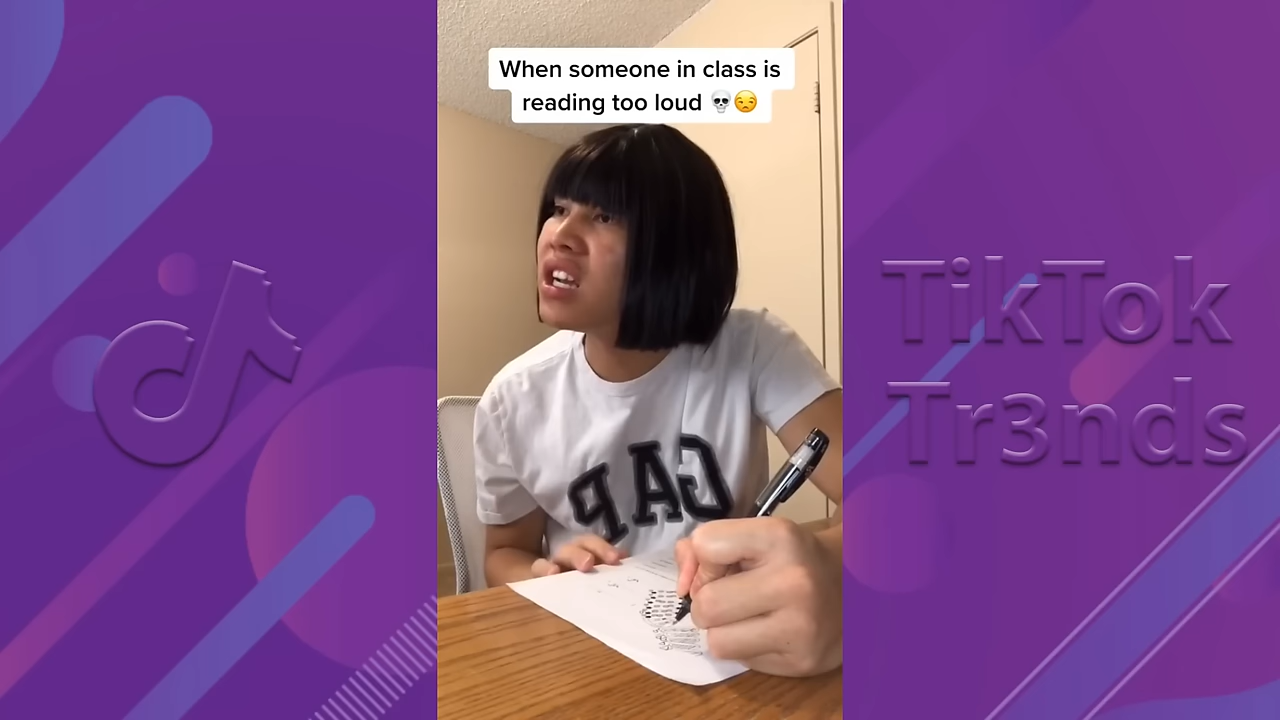 When someone in class is
reading too loud 💀😒
GAP
TikTok
Tr3nds